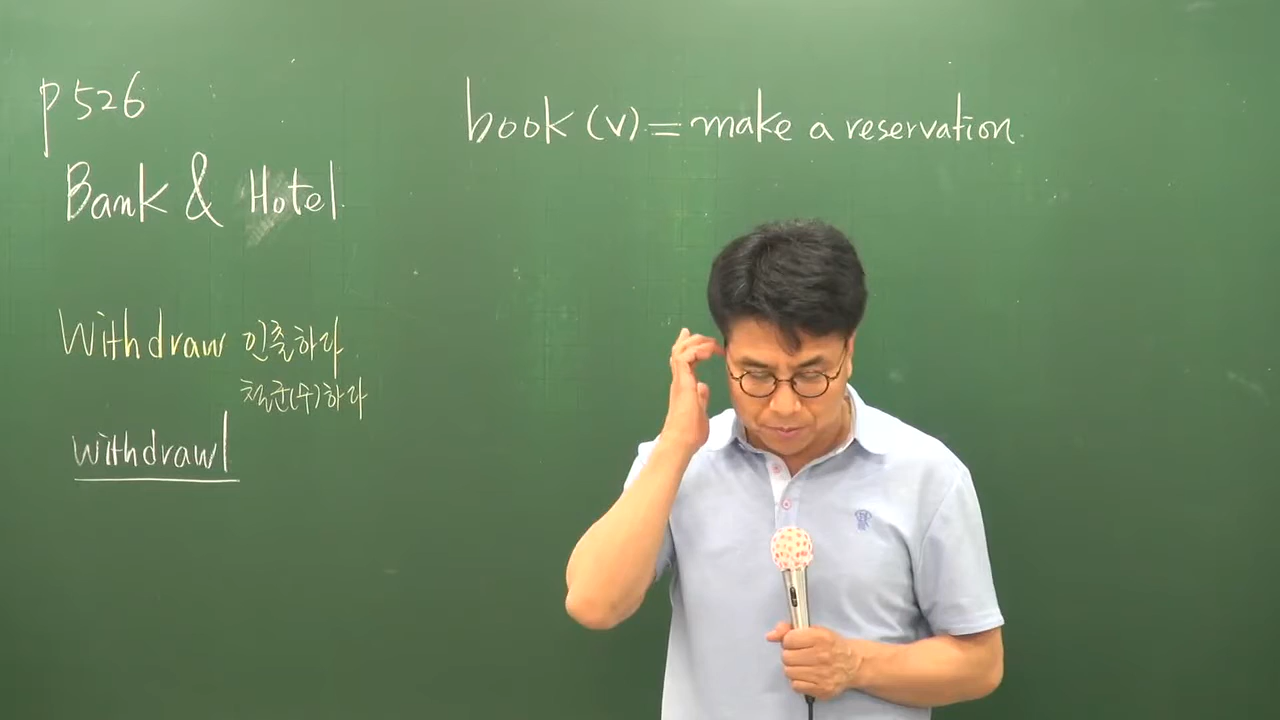 p 526
Bank & Hotel
book (v) = make a reservation
Withdraw 인출하다
철군(수)하다
withdrawl